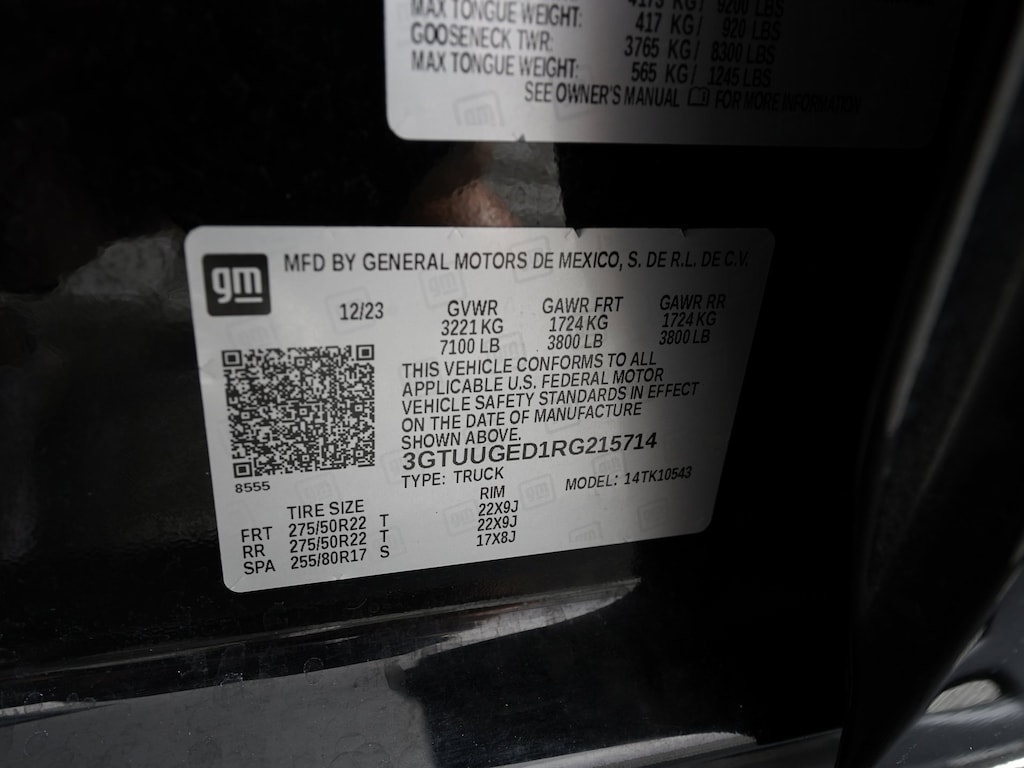 4173 KG / 9200 LBS
MAX TONGUE WEIGHT: 417 KG / 920 LBS
GOOSENECK TWR: 3765 KG / 8300 LBS
MAX TONGUE WEIGHT: 565 KG / 1245 LBS
SEE OWNER'S MANUAL FOR MORE INFORMATION
gm
gm MFD BY GENERAL MOTORS DE MEXICO, S. DE R.L. DE C.V.
12/23 GVWR GAWR FRT GAWR RR
3221 KG 1724 KG 1724 KG
7100 LB 3800 LB 3800 LB
THIS VEHICLE CONFORMS TO ALL
APPLICABLE U.S. FEDERAL MOTOR
VEHICLE SAFETY STANDARDS IN EFFECT
ON THE DATE OF MANUFACTURE
SHOWN ABOVE.
3GTUUGED1RG215714
TYPE: TRUCK MODEL: 14TK10543
8555
TIRE SIZE RIM
FRT 275/50R22 T 22X9J
RR 275/50R22 T 22X9J
SPA 255/80R17 S 17X8J